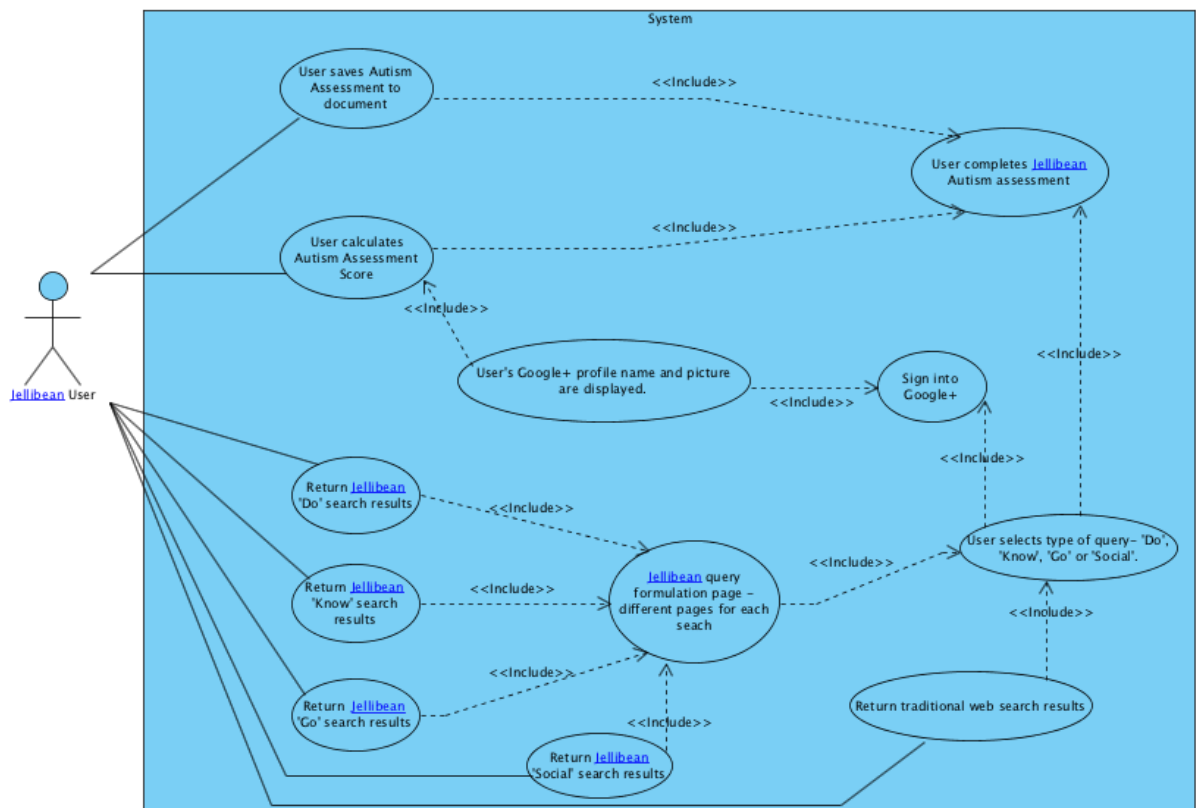 System
User saves Autism
Assessment to
document
<<Include>>
User completes Jellibean
Autism assessment
<<Include>>
User calculates
Autism Assessment
Score
<<Include>>
User's Google+ profile name and picture
are displayed.
<<Include>>
Sign into
Google+
<<Include>>
Jellibean User
<<Include>>
Return Jellibean
'Do' search results
<<Include>>
User selects type of query- 'Do',
'Know', 'Go' or 'Social'.
Jellibean query
formulation page -
different pages for each
seach
<<Include>>
Return Jellibean
'Know' search
results
<<Include>>
<<Include>>
<<Include>>
Return Jellibean
'Go' search results
<<Include>>
Return traditional web search results
<<Include>>
Return Jellibean
'Social' search results